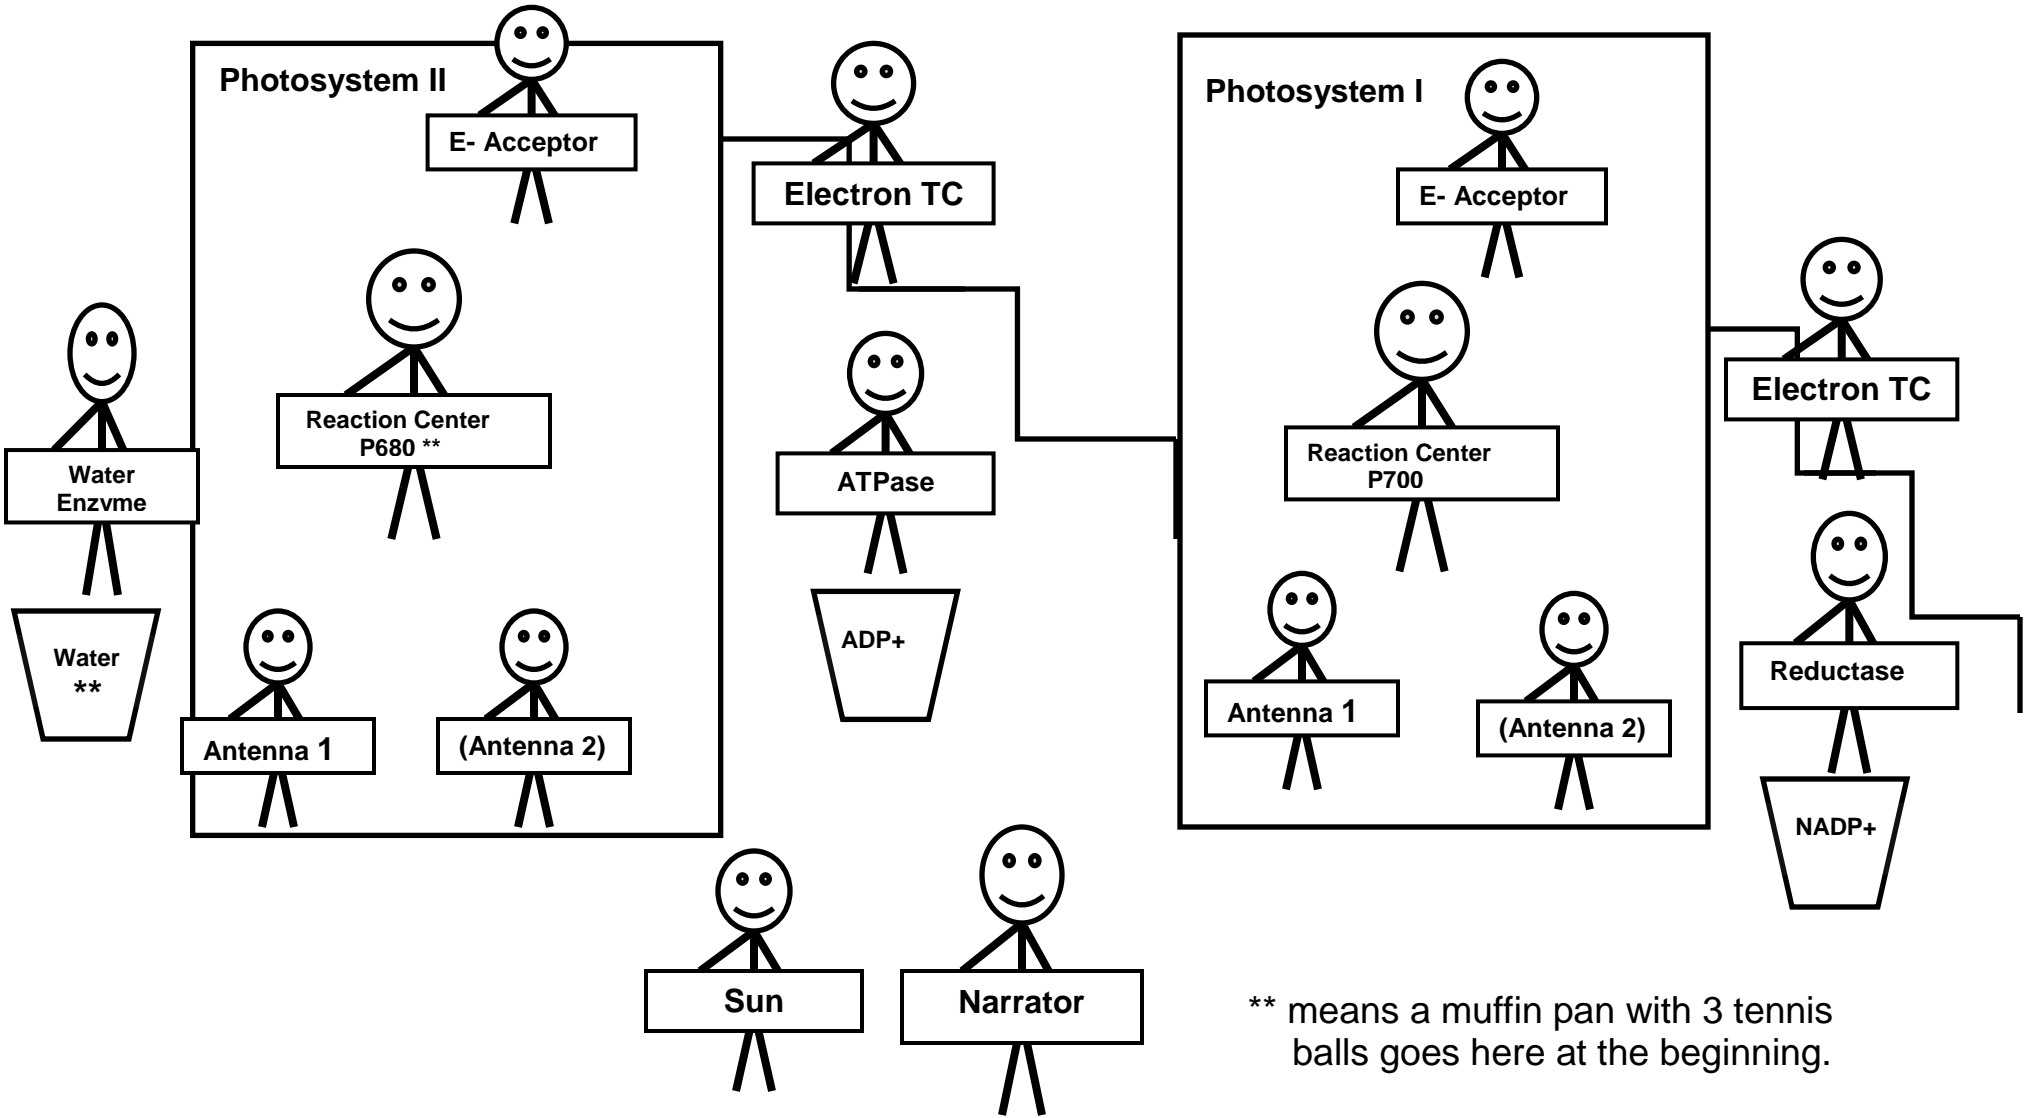 Photosystem II
E- Acceptor
Electron TC
Reaction Center
P680 **
Water
Enzvme
ATPase
Water
**
ADP+
Antenna 1
(Antenna 2)
Photosystem I
E- Acceptor
Electron TC
Reaction Center
P700
Reductase
Antenna 1
(Antenna 2)
NADP+
Sun
Narrator
** means a muffin pan with 3 tennis
balls goes here at the beginning.